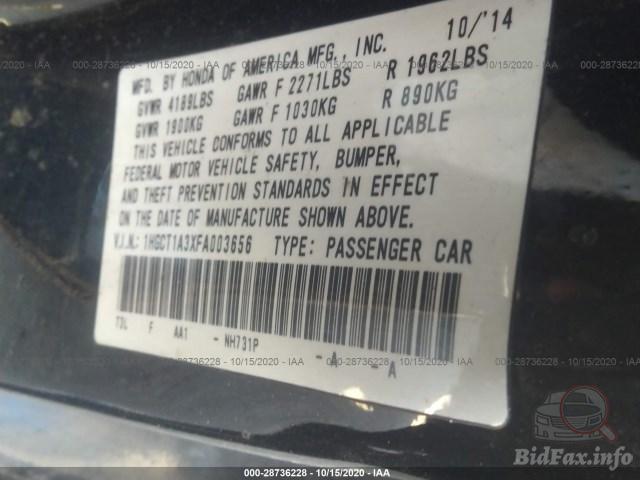 10/'14
MFD. BY HONDA OF AMERICA MFG., INC.
GVWR 4189LBS GAWR F 2271LBS R 1962LBS
GVWR 1900KG GAWR F 1030KG R 890KG
THIS VEHICLE CONFORMS TO ALL APPLICABLE
FEDERAL MOTOR VEHICLE SAFETY, BUMPER,
AND THEFT PREVENTION STANDARDS IN EFFECT
ON THE DATE OF MANUFACTURE SHOWN ABOVE.
V.I.N.: 1HGCT1A3XFA003656 TYPE: PASSENGER CAR
T3L F AA1 - NH731P - A - A
000-28736228 - 10/15/2020 - IAA
BidFax.info